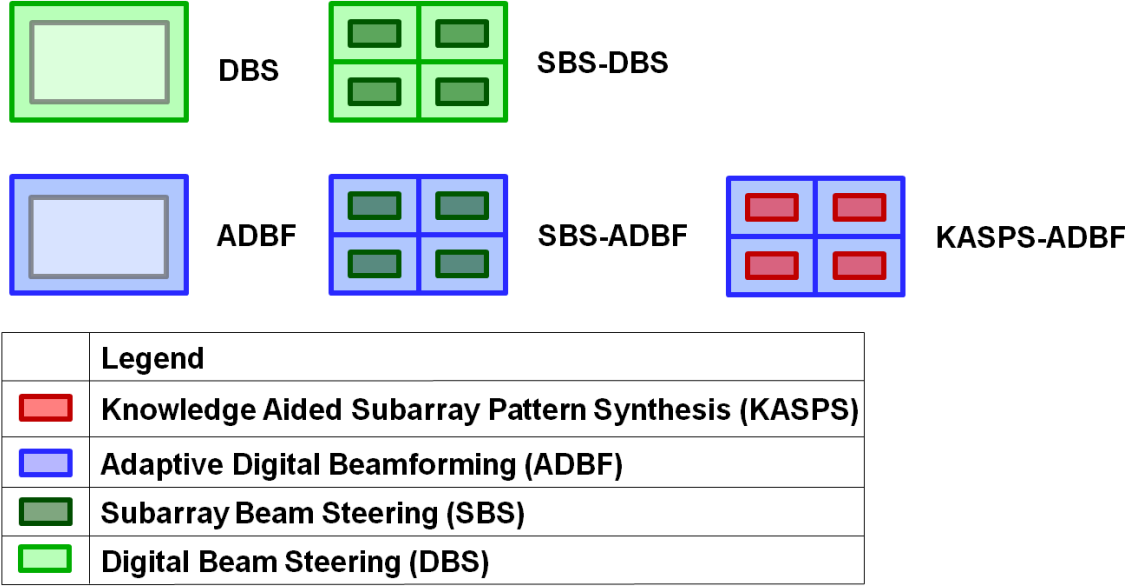 DBS
SBS-DBS
ADBF
SBS-ADBF
KASPS-ADBF
Legend
Knowledge Aided Subarray Pattern Synthesis (KASPS)
Adaptive Digital Beamforming (ADBF)
Subarray Beam Steering (SBS)
Digital Beam Steering (DBS)